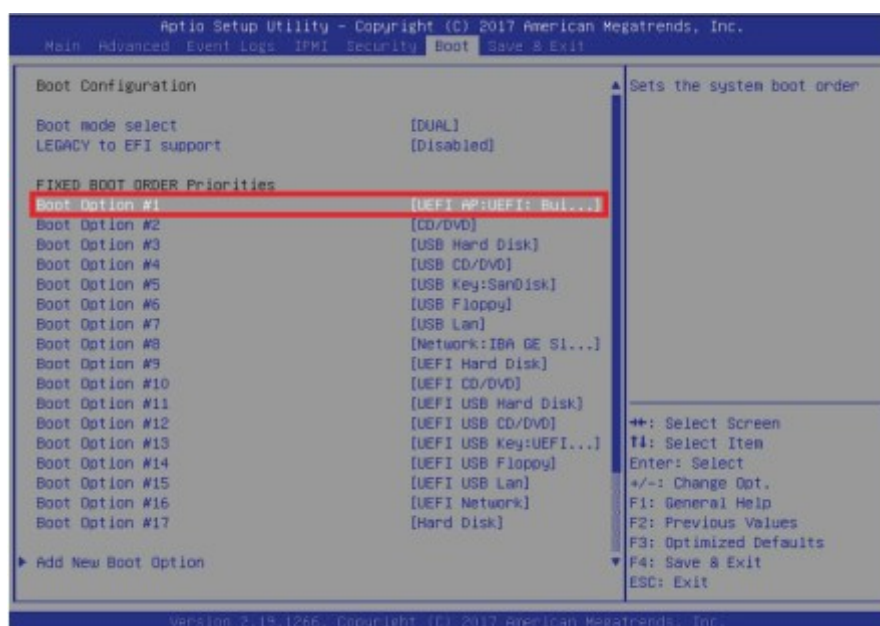 Aptio Setup Utility – Copyright (C) 2017 American Megatrends, Inc.
Main Advanced Event Logs IPMI Security Boot Save & Exit
Boot Configuration
Boot mode select [DUAL]
LEGACY to EFI support [Disabled]
FIXED BOOT ORDER Priorities
Boot Option #1 [UEFI AP:UEFI: Bui...]
Boot Option #2 [CD/DVD]
Boot Option #3 [USB Hard Disk]
Boot Option #4 [USB CD/DVD]
Boot Option #5 [USB Key:SanDisk]
Boot Option #6 [USB Floppy]
Boot Option #7 [USB Lan]
Boot Option #8 [Network:IBA GE Sl...]
Boot Option #9 [UEFI Hard Disk]
Boot Option #10 [UEFI CD/DVD]
Boot Option #11 [UEFI USB Hard Disk]
Boot Option #12 [UEFI USB CD/DVD]
Boot Option #13 [UEFI USB Key:UEFI...]
Boot Option #14 [UEFI USB Floppy]
Boot Option #15 [UEFI USB Lan]
Boot Option #16 [UEFI Network]
Boot Option #17 [Hard Disk]
Add New Boot Option
Sets the system boot order
→←: Select Screen
↑↓: Select Item
Enter: Select
+/-: Change Opt.
F1: General Help
F2: Previous Values
F3: Optimized Defaults
F4: Save & Exit
ESC: Exit
Version 2.19.1266. Copyright (C) 2017 American Megatrends, Inc.